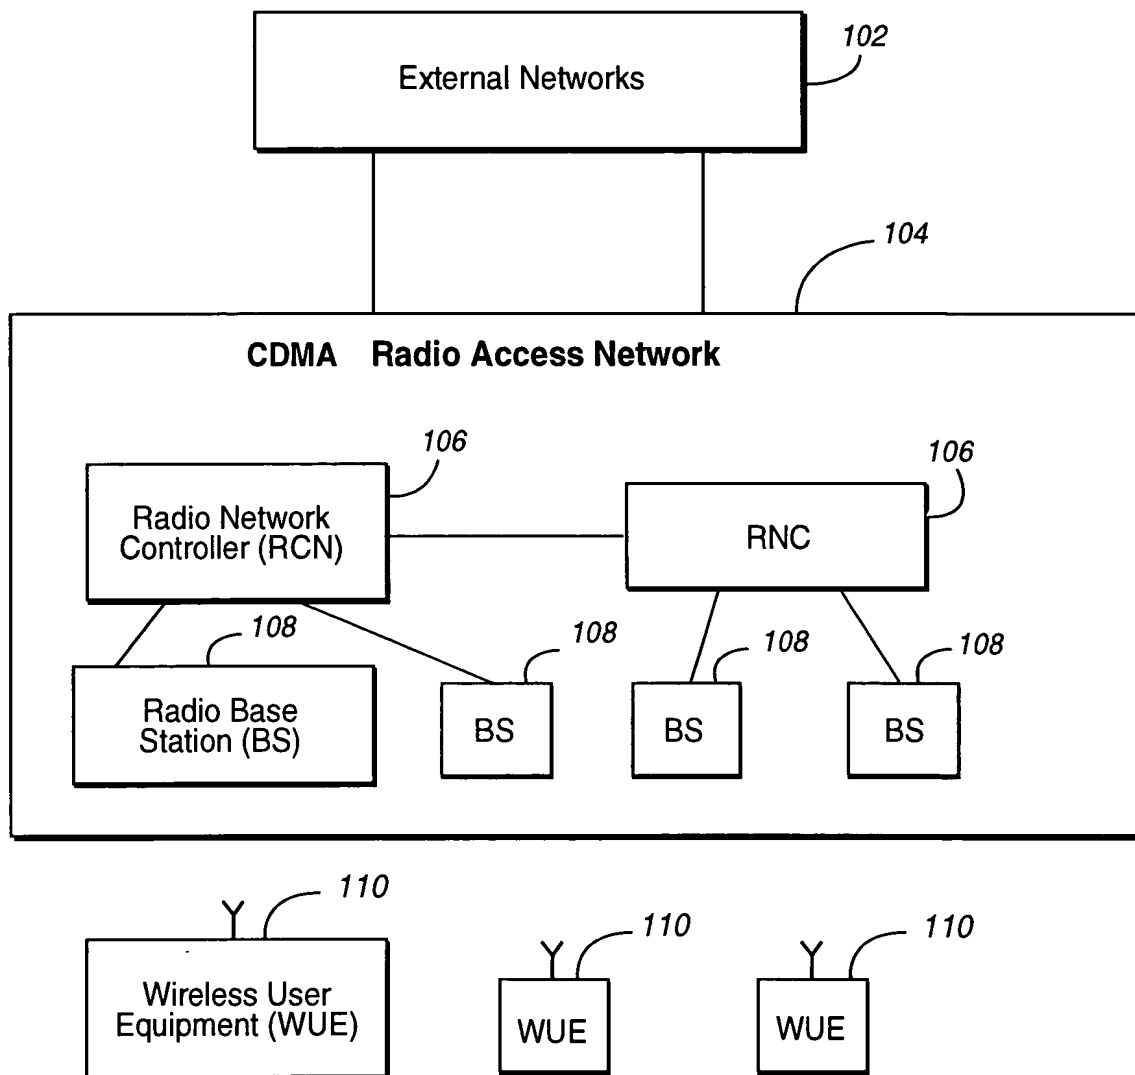 External Networks
102
104
CDMA Radio Access Network
106
Radio Network
Controller (RCN)
106
RNC
108
Radio Base
Station (BS)
108
BS
108
BS
108
BS
110
Wireless User
Equipment (WUE)
110
WUE
110
WUE